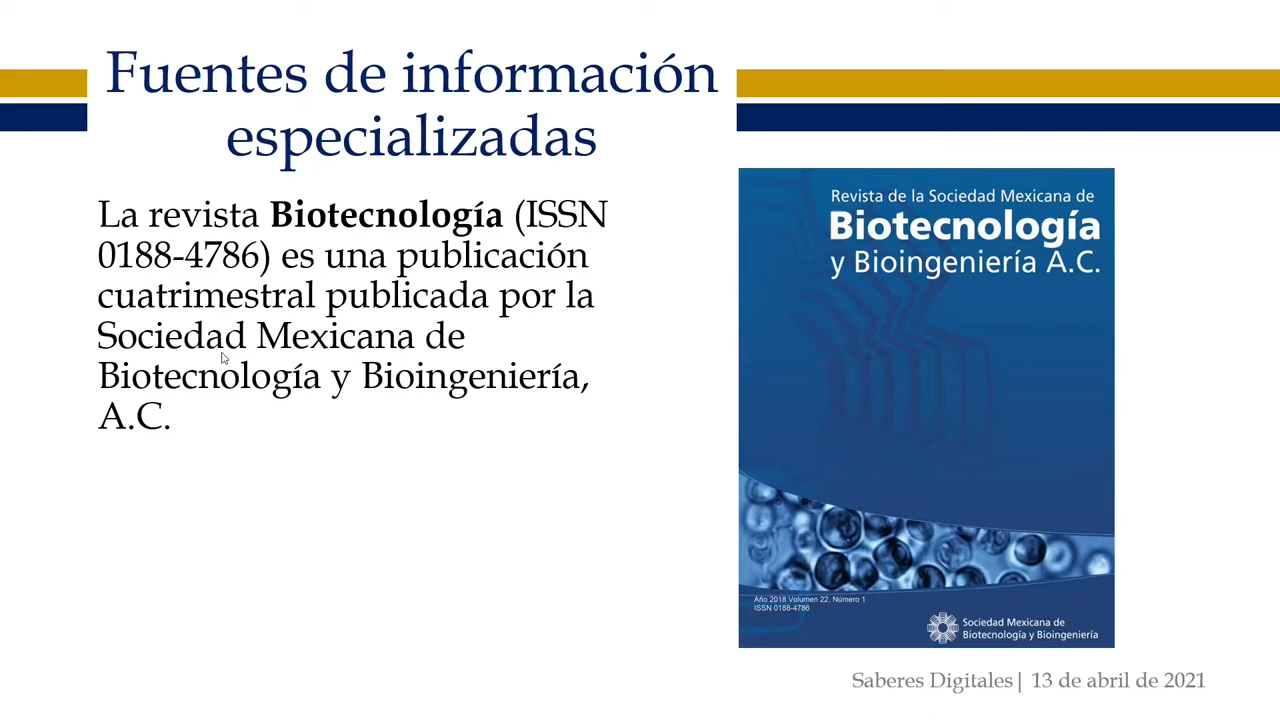 Fuentes de información
especializadas
La revista Biotecnología (ISSN
0188-4786) es una publicación
cuatrimestral publicada por la
Sociedad Mexicana de
Biotecnología y Bioingeniería,
A.C.
Revista de la Sociedad Mexicana de
Biotecnología
y Bioingeniería A.C.
Año 2018 Volumen 22, Número 1
ISSN 0188-4786
Sociedad Mexicana de
Biotecnología y Bioingeniería
Saberes Digitales| 13 de abril de 2021